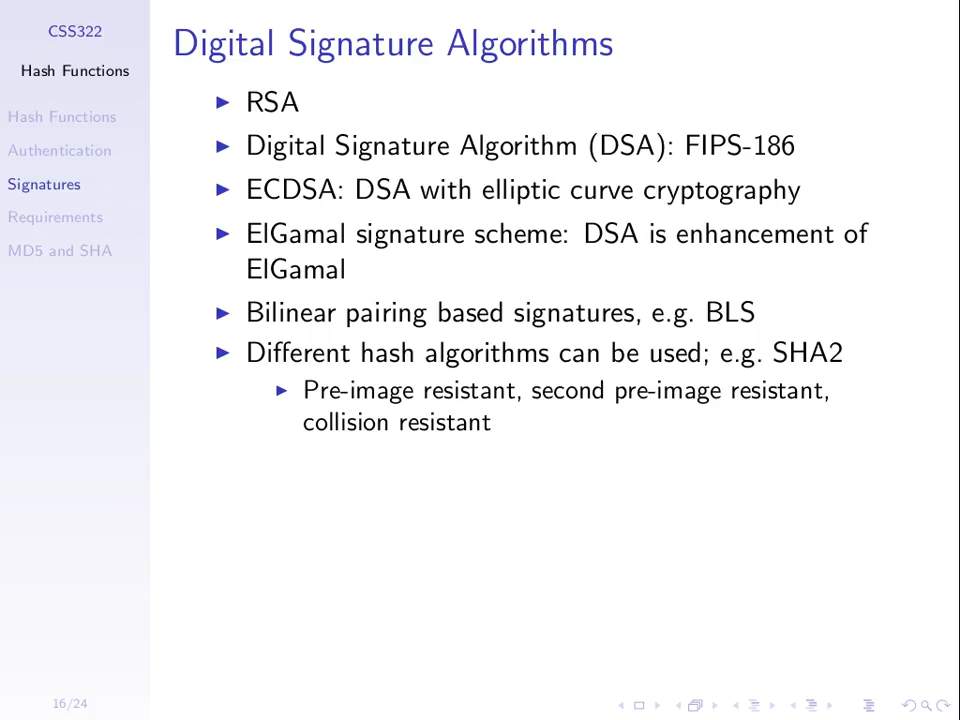 CSS322
Hash Functions
Hash Functions
Authentication
Signatures
Requirements
MD5 and SHA
16/24
Digital Signature Algorithms
RSA
Digital Signature Algorithm (DSA): FIPS-186
ECDSA: DSA with elliptic curve cryptography
ElGamal signature scheme: DSA is enhancement of
ElGamal
Bilinear pairing based signatures, e.g. BLS
Different hash algorithms can be used; e.g. SHA2
Pre-image resistant, second pre-image resistant,
collision resistant